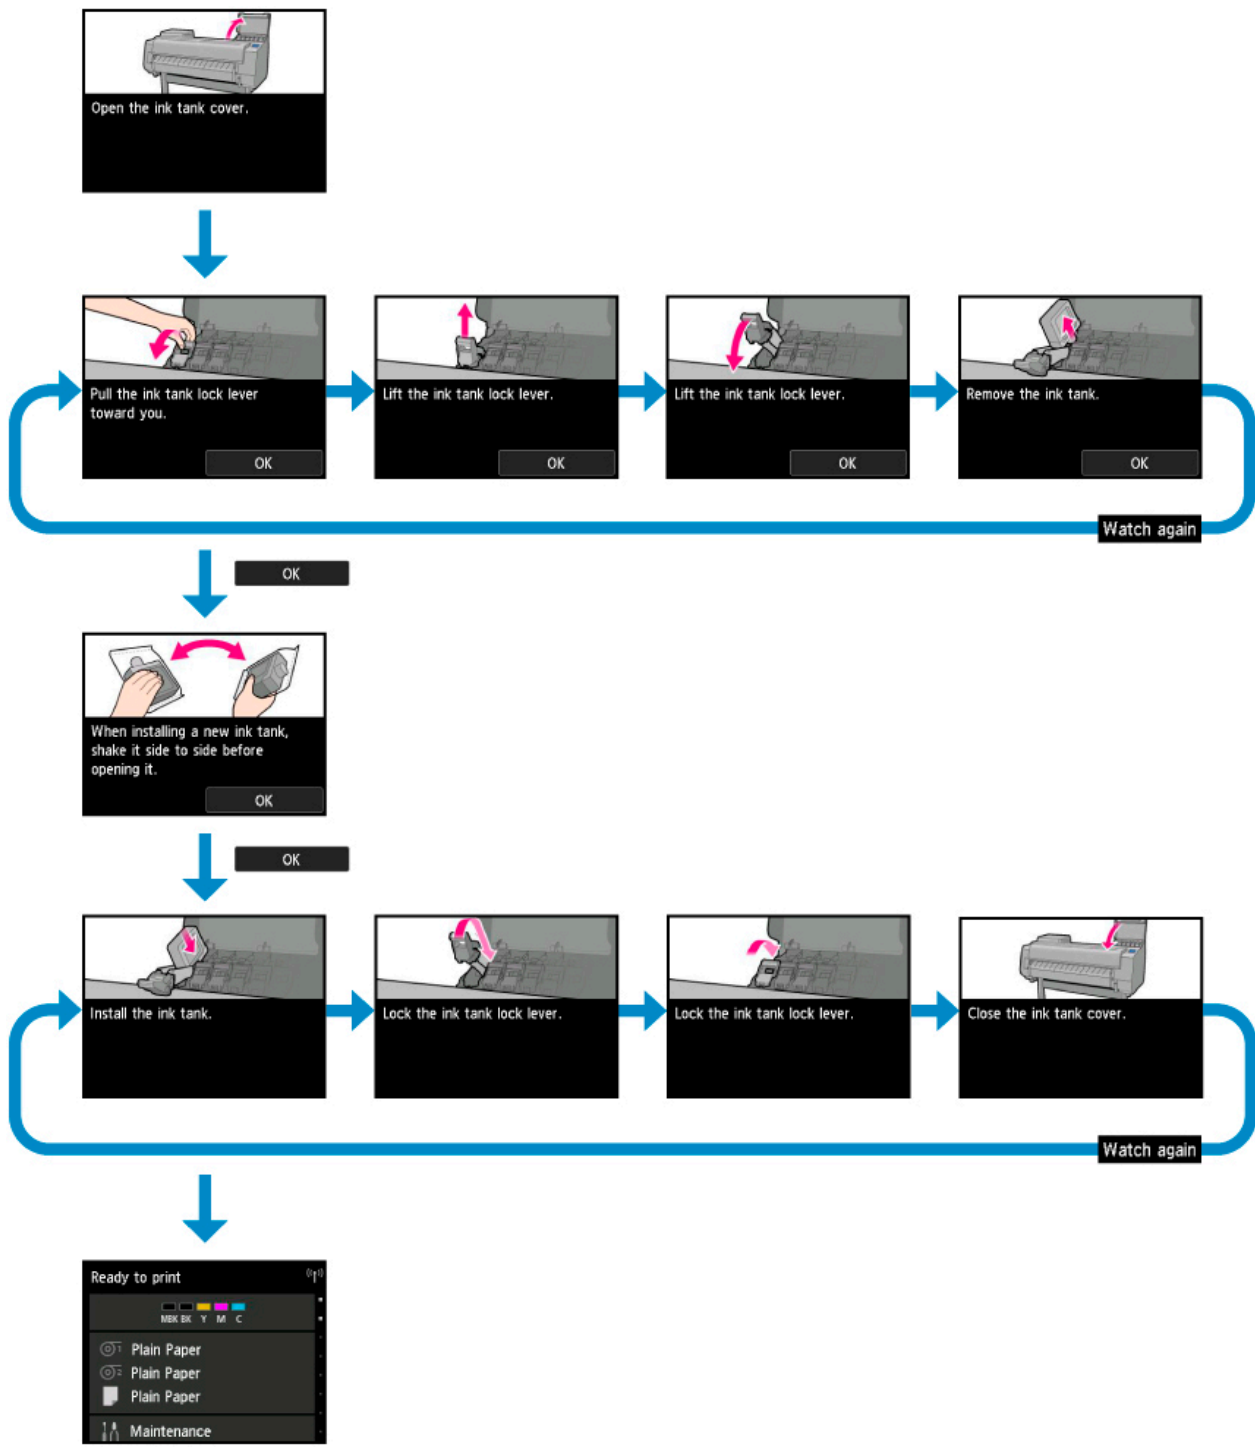 Open the ink tank cover.
Pull the ink tank lock lever
toward you.
OK
Lift the ink tank lock lever.
OK
Lift the ink tank lock lever.
OK
Remove the ink tank.
OK
Watch again
OK
When installing a new ink tank,
shake it side to side before
opening it.
OK
OK
Install the ink tank.
Lock the ink tank lock lever.
Lock the ink tank lock lever.
Close the ink tank cover.
Watch again
Ready to print
MBK BK Y M C
1 Plain Paper
2 Plain Paper
Plain Paper
Maintenance